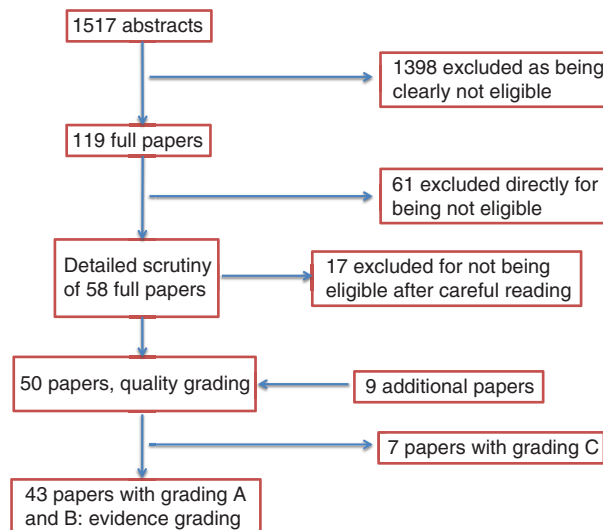 1517 abstracts
1398 excluded as being
clearly not eligible
119 full papers
61 excluded directly for
being not eligible
Detailed scrutiny
of 58 full papers
17 excluded for not being
eligible after careful reading
50 papers, quality grading
9 additional papers
7 papers with grading C
43 papers with grading A
and B: evidence grading